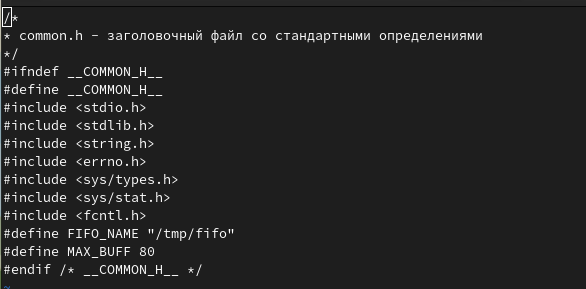 /*
* common.h - заголовочный файл со стандартными определениями
*/
#ifndef __COMMON_H__
#define __COMMON_H__
#include <stdio.h>
#include <stdlib.h>
#include <string.h>
#include <errno.h>
#include <sys/types.h>
#include <sys/stat.h>
#include <fcntl.h>
#define FIFO_NAME "/tmp/fifo"
#define MAX_BUFF 80
#endif /* __COMMON_H__ */
~